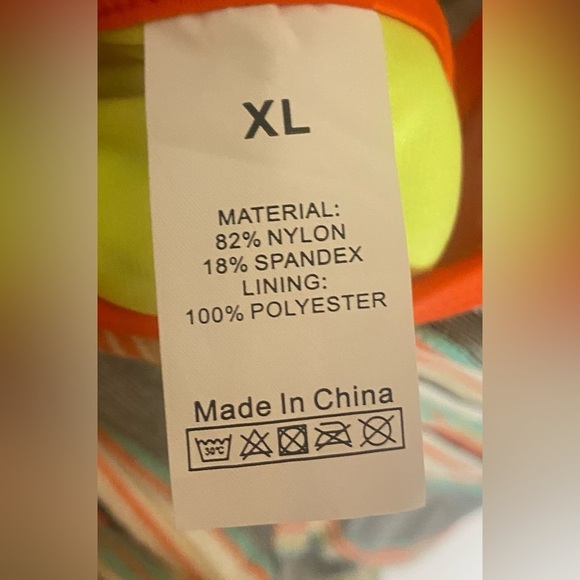 XL
MATERIAL:
82% NYLON
18% SPANDEX
LINING:
100% POLYESTER
Made In China
30°C